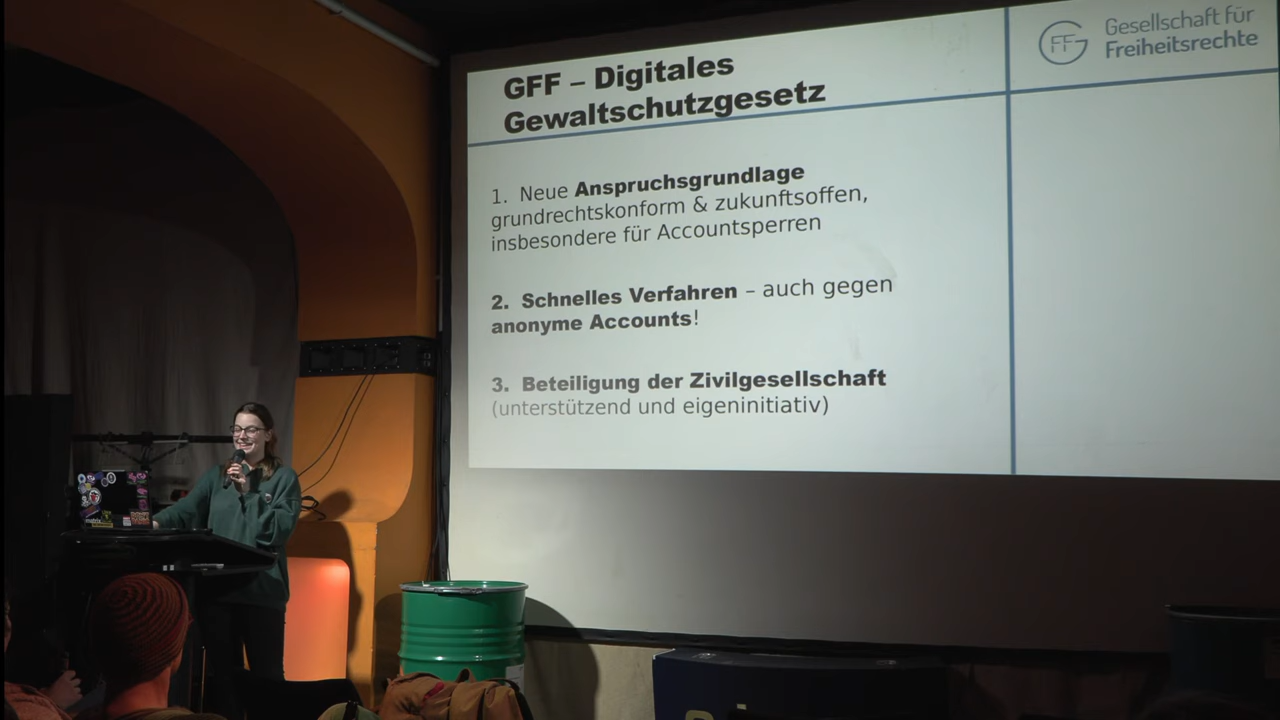 GFF – Digitales
Gewaltschutzgesetz
GFF
Gesellschaft für
Freiheitsrechte
1. Neue Anspruchsgrundlage
grundrechtskonform & zukunftsoffen,
insbesondere für Accountsperren
2. Schnelles Verfahren – auch gegen
anonyme Accounts!
3. Beteiligung der Zivilgesellschaft
(unterstützend und eigeninitiativ)